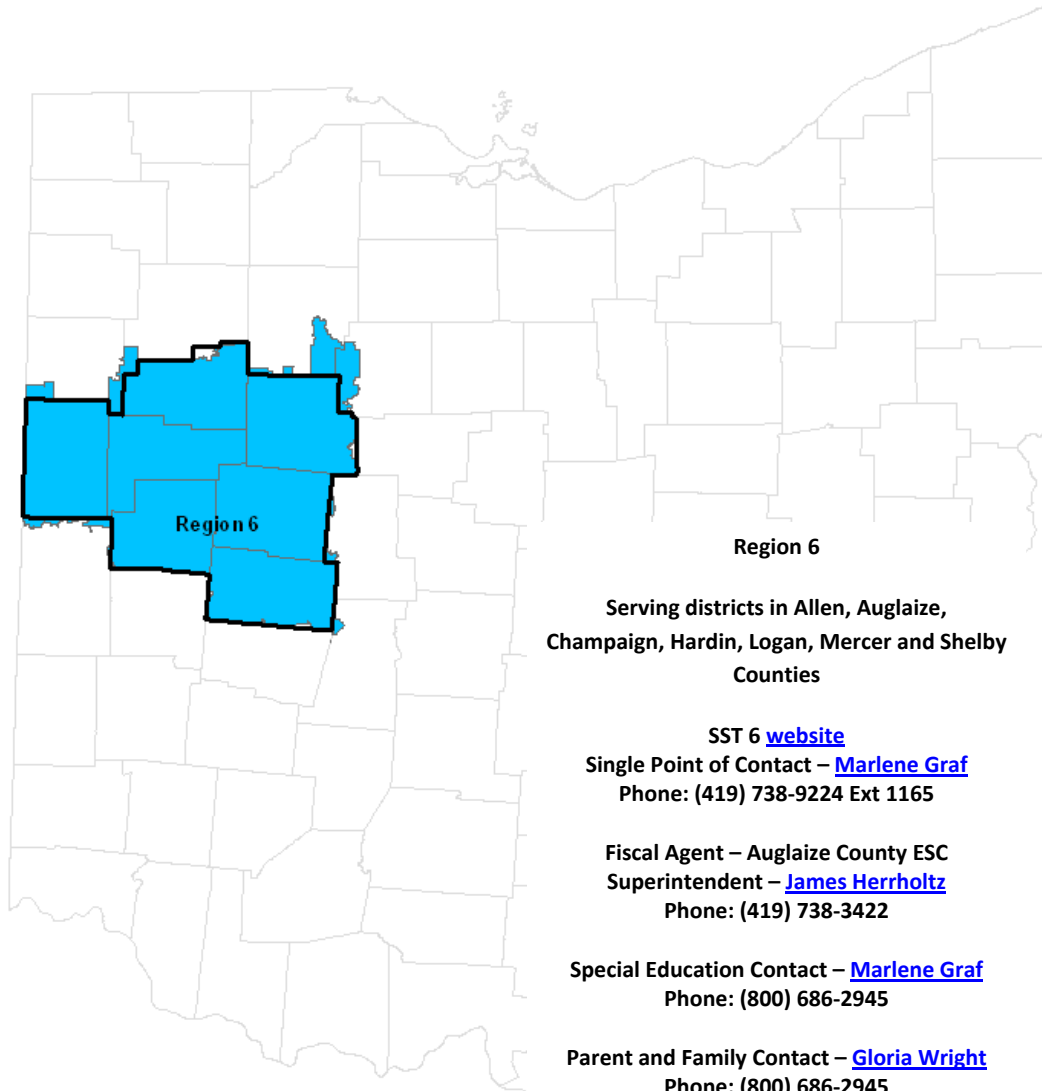 Region 6
Region 6
Serving districts in Allen, Auglaize,
Champaign, Hardin, Logan, Mercer and Shelby
Counties
SST 6 website
Single Point of Contact – Marlene Graf
Phone: (419) 738-9224 Ext 1165
Fiscal Agent – Auglaize County ESC
Superintendent – James Herrholtz
Phone: (419) 738-3422
Special Education Contact – Marlene Graf
Phone: (800) 686-2945
Parent and Family Contact – Gloria Wright
Phone: (800) 686-2945